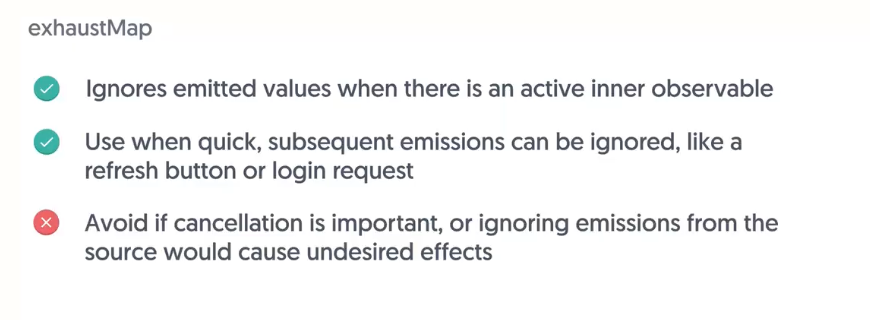 exhaustMap
Ignores emitted values when there is an active inner observable
Use when quick, subsequent emissions can be ignored, like a
refresh button or login request
Avoid if cancellation is important, or ignoring emissions from the
source would cause undesired effects